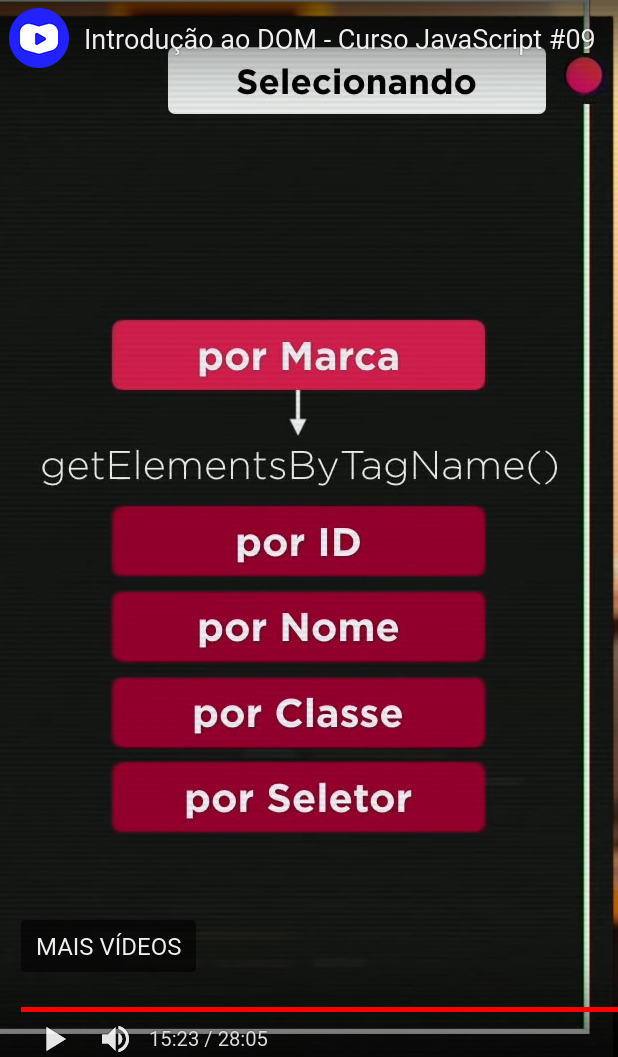 Introdução ao DOM - Curso JavaScript #09
Selecionando
por Marca
getElementsByTagName()
por ID
por Nome
por Classe
por Seletor
MAIS VÍDEOS
15:23 / 28:05